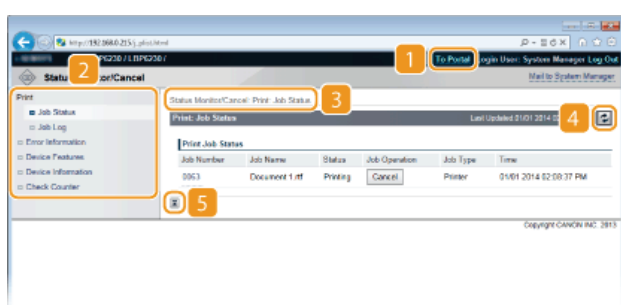 http://192.168.0.215/j_plist.html
LBP6230 / LBP6230 /
To Portal Login User: System Manager Log Out
1
Status Monitor/Cancel
2
Mail to System Manager
Print
Job Status
Job Log
Error Information
Device Features
Device Information
Check Counter
Status Monitor/Cancel: Print: Job Status
3
Print: Job Status
Last Updated: 01/01 2014 02
4
Print Job Status
Job Number Job Name Status Job Operation Job Type Time
0063 Document 1.rtf Printing Cancel Printer 01/01 2014 02:08:37 PM
5
Copyright CANON INC. 2013